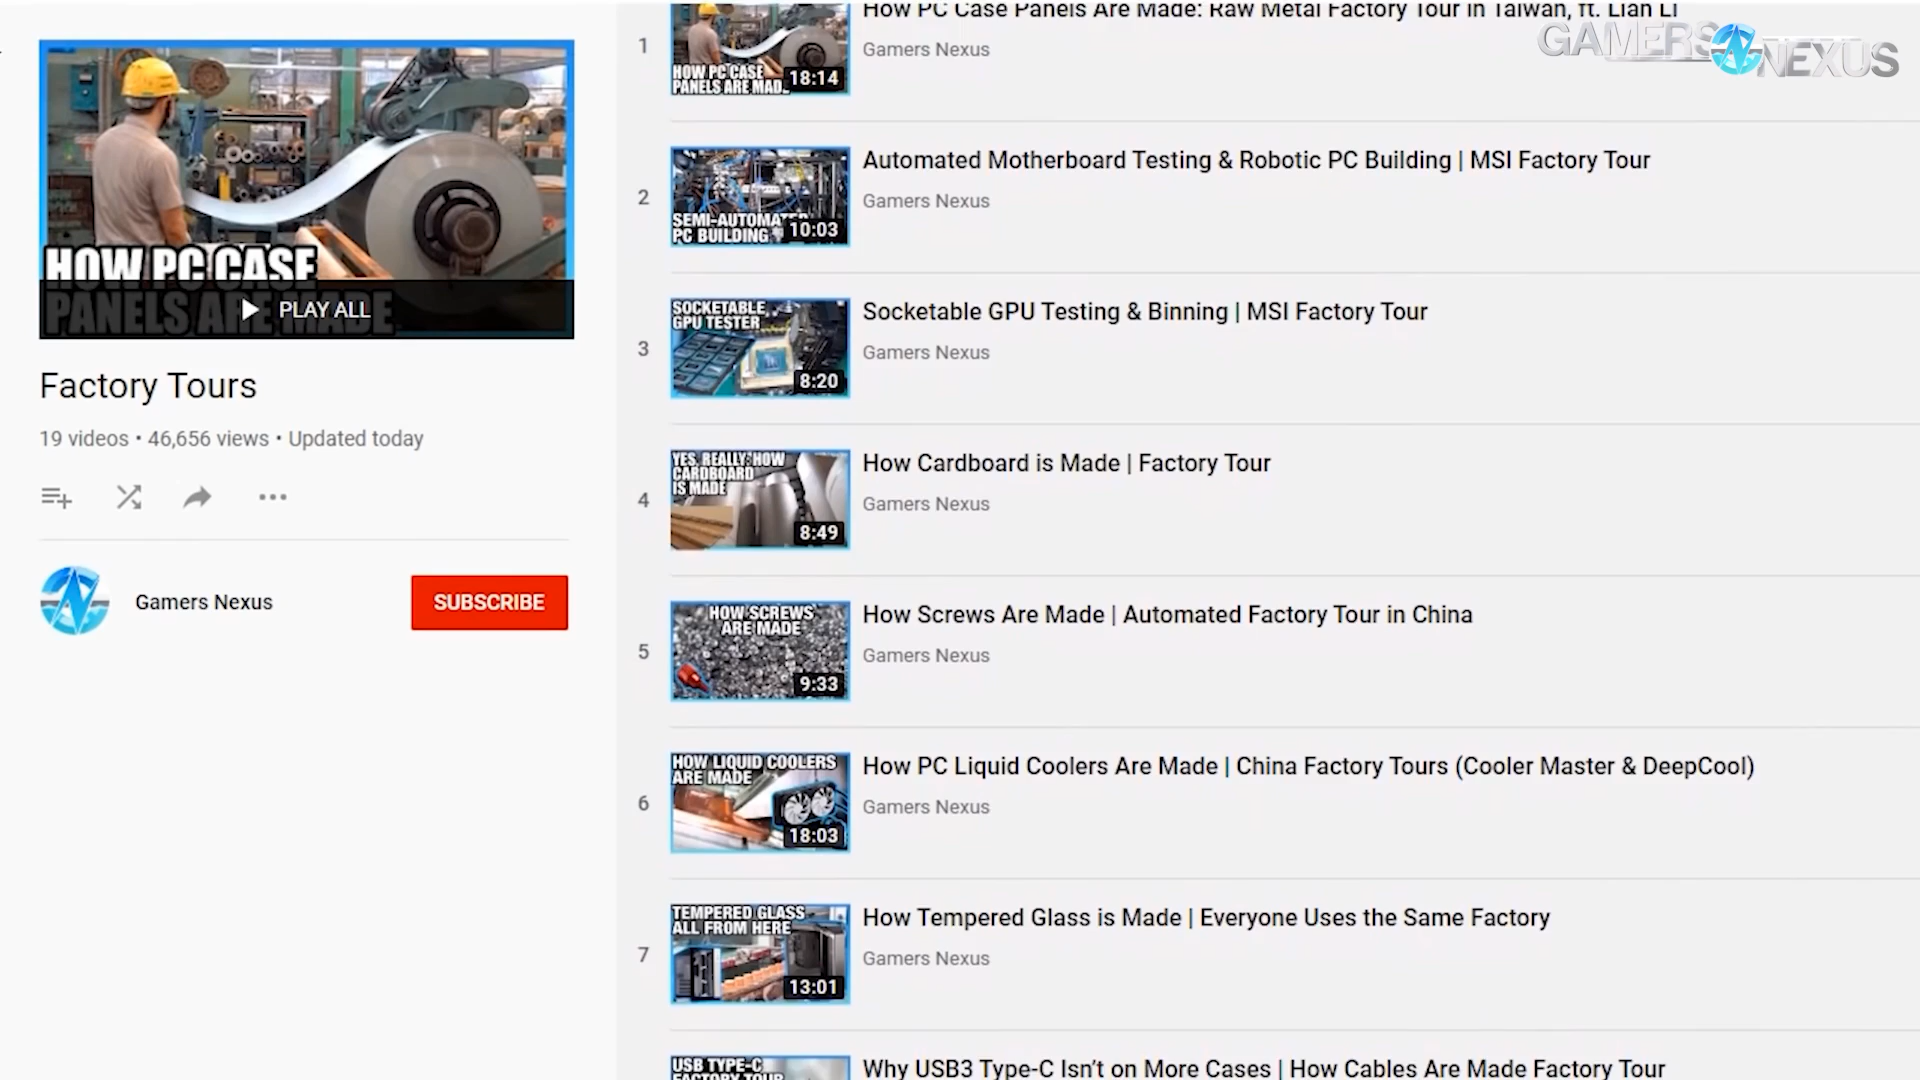 HOW PC CASE
PANELS ARE MADE
PLAY ALL
Factory Tours
19 videos • 46,656 views • Updated today
Gamers Nexus
SUBSCRIBE
GAMERS NEXUS
1
HOW PC CASE
PANELS ARE MADE
18:14
How PC Case Panels Are Made: Raw Metal Factory Tour in Taiwan, ft. Lian Li
Gamers Nexus
2
SEMI-AUTOMATED
PC BUILDING
10:03
Automated Motherboard Testing & Robotic PC Building | MSI Factory Tour
Gamers Nexus
3
SOCKETABLE
GPU TESTER
8:20
Socketable GPU Testing & Binning | MSI Factory Tour
Gamers Nexus
4
YES, REALLY: HOW
CARDBOARD
IS MADE
8:49
How Cardboard is Made | Factory Tour
Gamers Nexus
5
HOW SCREWS
ARE MADE
9:33
How Screws Are Made | Automated Factory Tour in China
Gamers Nexus
6
HOW LIQUID COOLERS
ARE MADE
18:03
How PC Liquid Coolers Are Made | China Factory Tours (Cooler Master & DeepCool)
Gamers Nexus
7
TEMPERED GLASS
ALL FROM HERE
13:01
How Tempered Glass is Made | Everyone Uses the Same Factory
Gamers Nexus
USB TYPE-C
FACTORY TOUR
Why USB3 Type-C Isn't on More Cases | How Cables Are Made Factory Tour